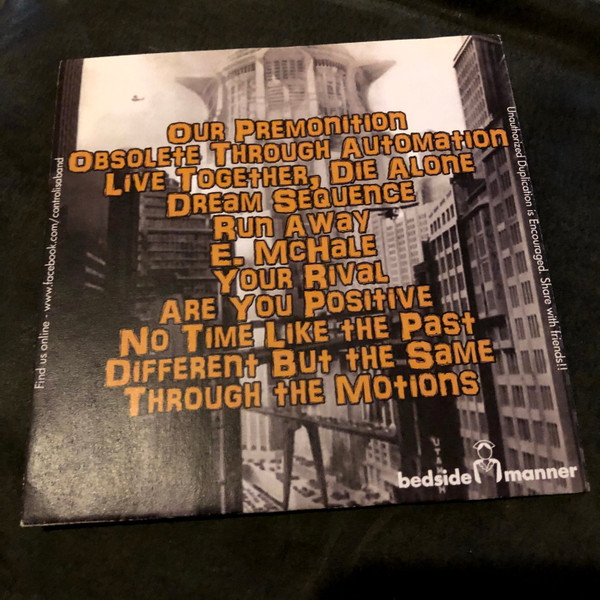 Our Premonition
Obsolete Through Automation
Live Together, Die Alone
Dream Sequence
Run Away
E. McHale
Your Rival
Are You Positive
No Time Like the Past
Different But the Same
Through the Motions
Find us online - www.facebook.com/controlisaband
Unauthorized Duplication is Encouraged. Share with friends!!
bedside manner